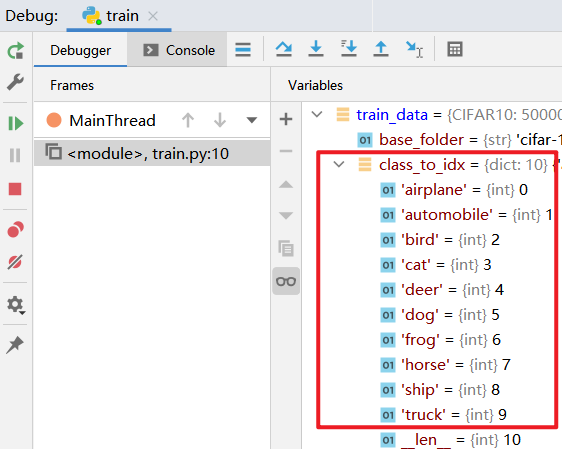 Debug: train ×
Debugger Console
Frames
Variables
MainThread
<module>, train.py:10
train_data = {CIFAR10: 50000
01 base_folder = {str} 'cifar-1
class_to_idx = {dict: 10} {'
01 'airplane' = {int} 0
01 'automobile' = {int} 1
01 'bird' = {int} 2
01 'cat' = {int} 3
01 'deer' = {int} 4
01 'dog' = {int} 5
01 'frog' = {int} 6
01 'horse' = {int} 7
01 'ship' = {int} 8
01 'truck' = {int} 9
01 __len__ = {int} 10